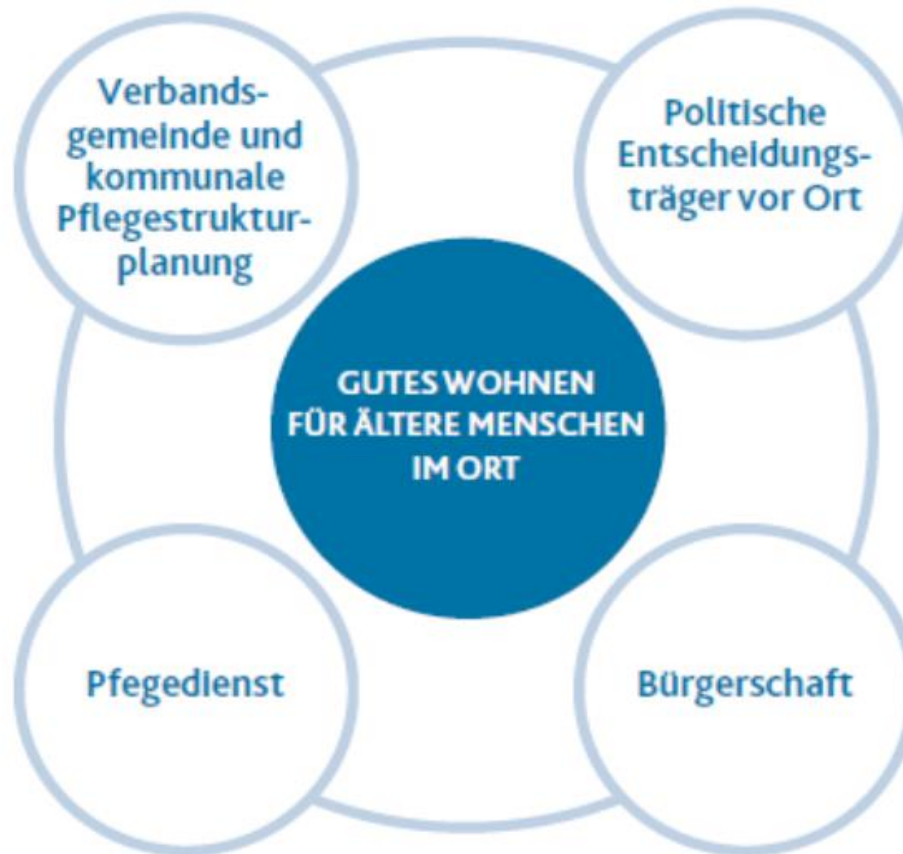 Verbands-
gemeinde und
kommunale
Pflegestruktur-
planung
Politische
Entscheidungs-
träger vor Ort
GUTES WOHNEN
FÜR ÄLTERE MENSCHEN
IM ORT
Pfegedienst
Bürgerschaft